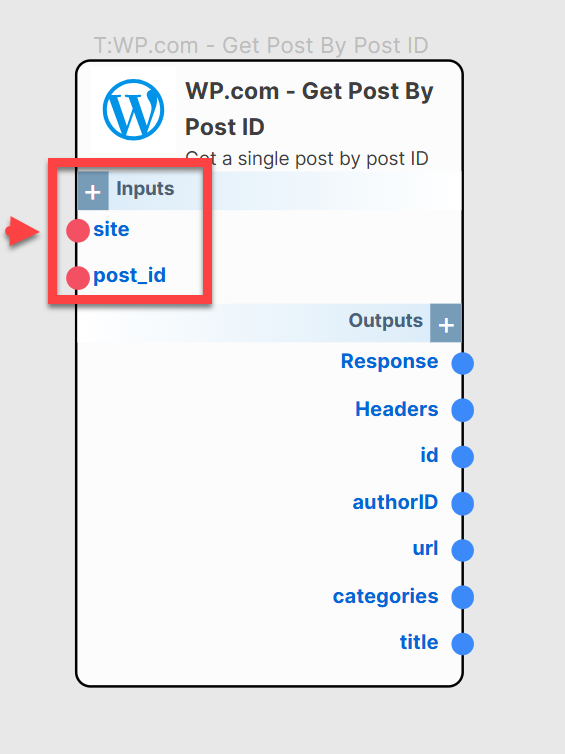 T:WP.com - Get Post By Post ID
WP.com - Get Post By
Post ID
Get a single post by post ID
+ Inputs
site
post_id
Outputs +
Response
Headers
id
authorID
url
categories
title